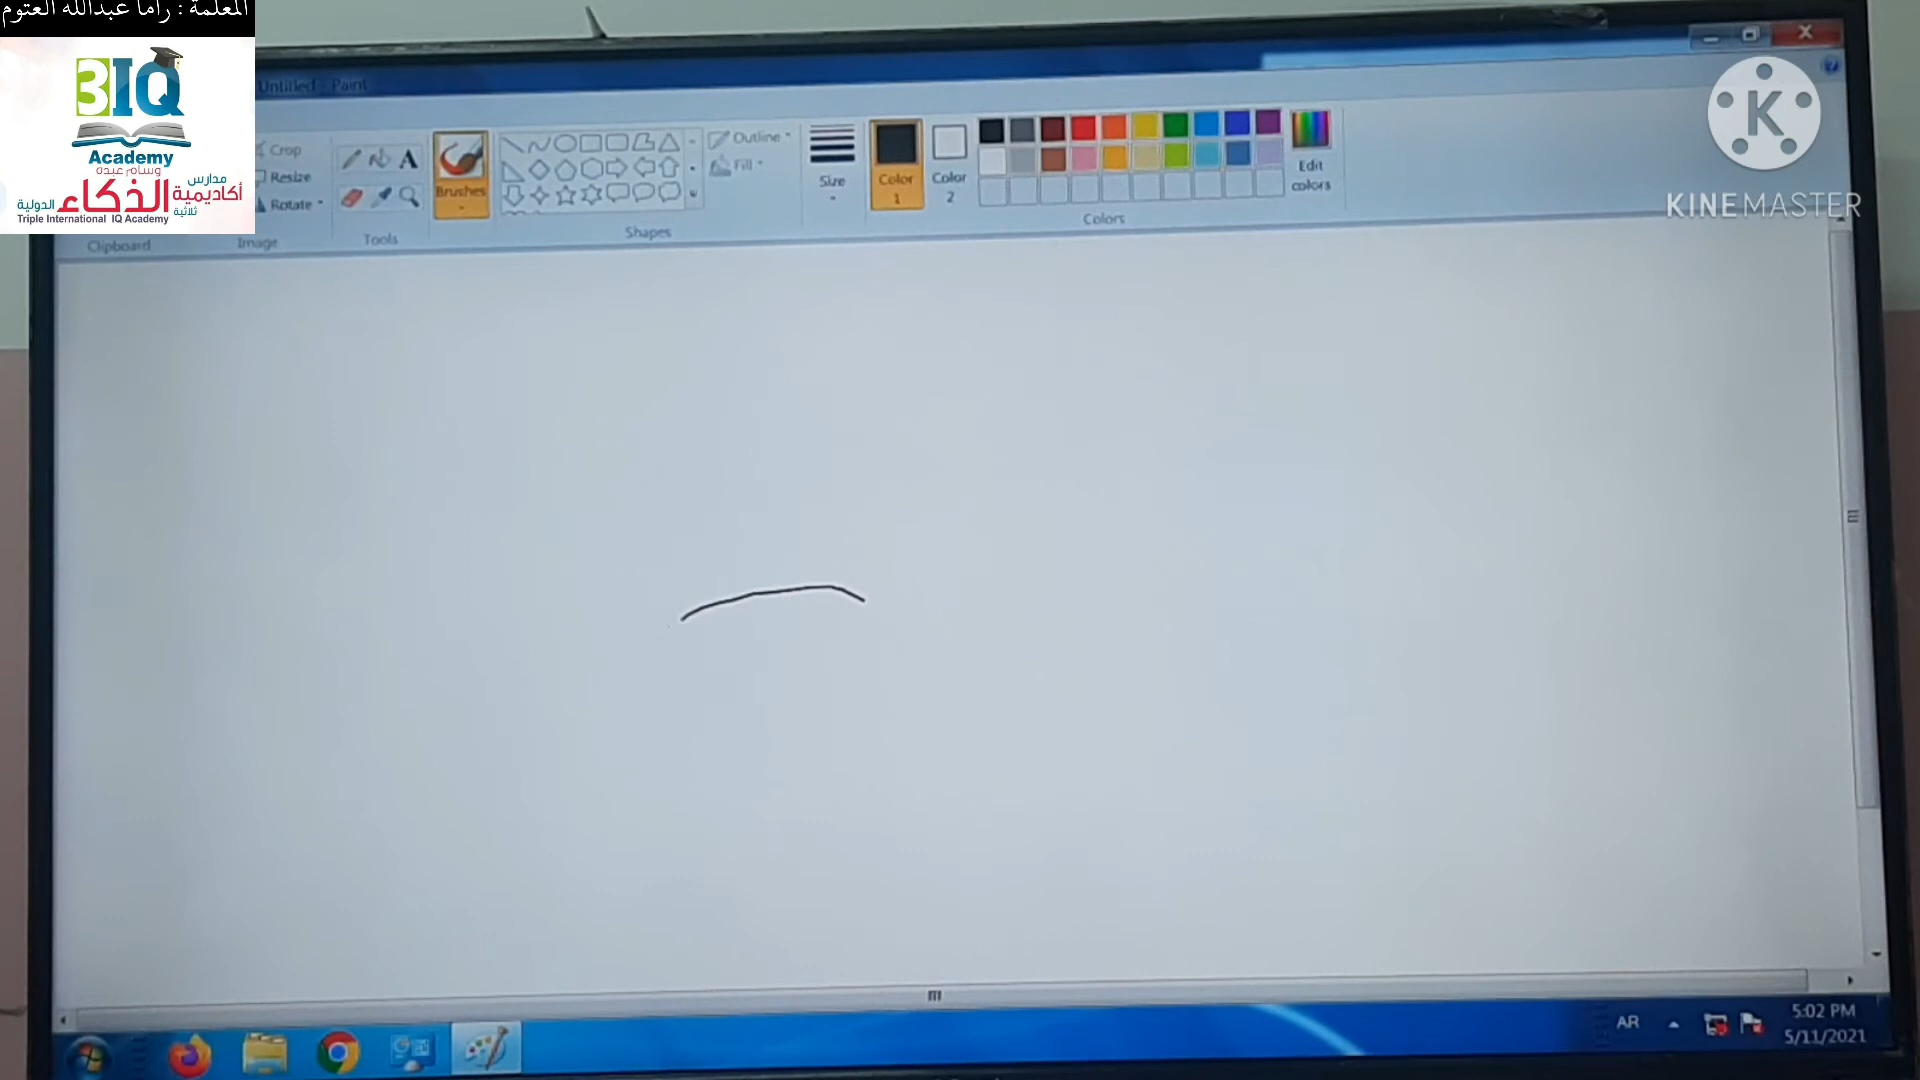 المعلمة : راما عبدالله العتوم
3IQ
Academy
وسام عبده
مدارس
أكاديمية الذكاء الدولية
ثلاثية
Triple International IQ Academy
Untitled - Paint
Crop
Resize
Rotate
A
Brushes
Outline
Fill
Size
Color 1
Color 2
Edit colors
Clipboard
Image
Tools
Shapes
Colors
K
KINEMASTER
AR
5:02 PM
5/11/2021